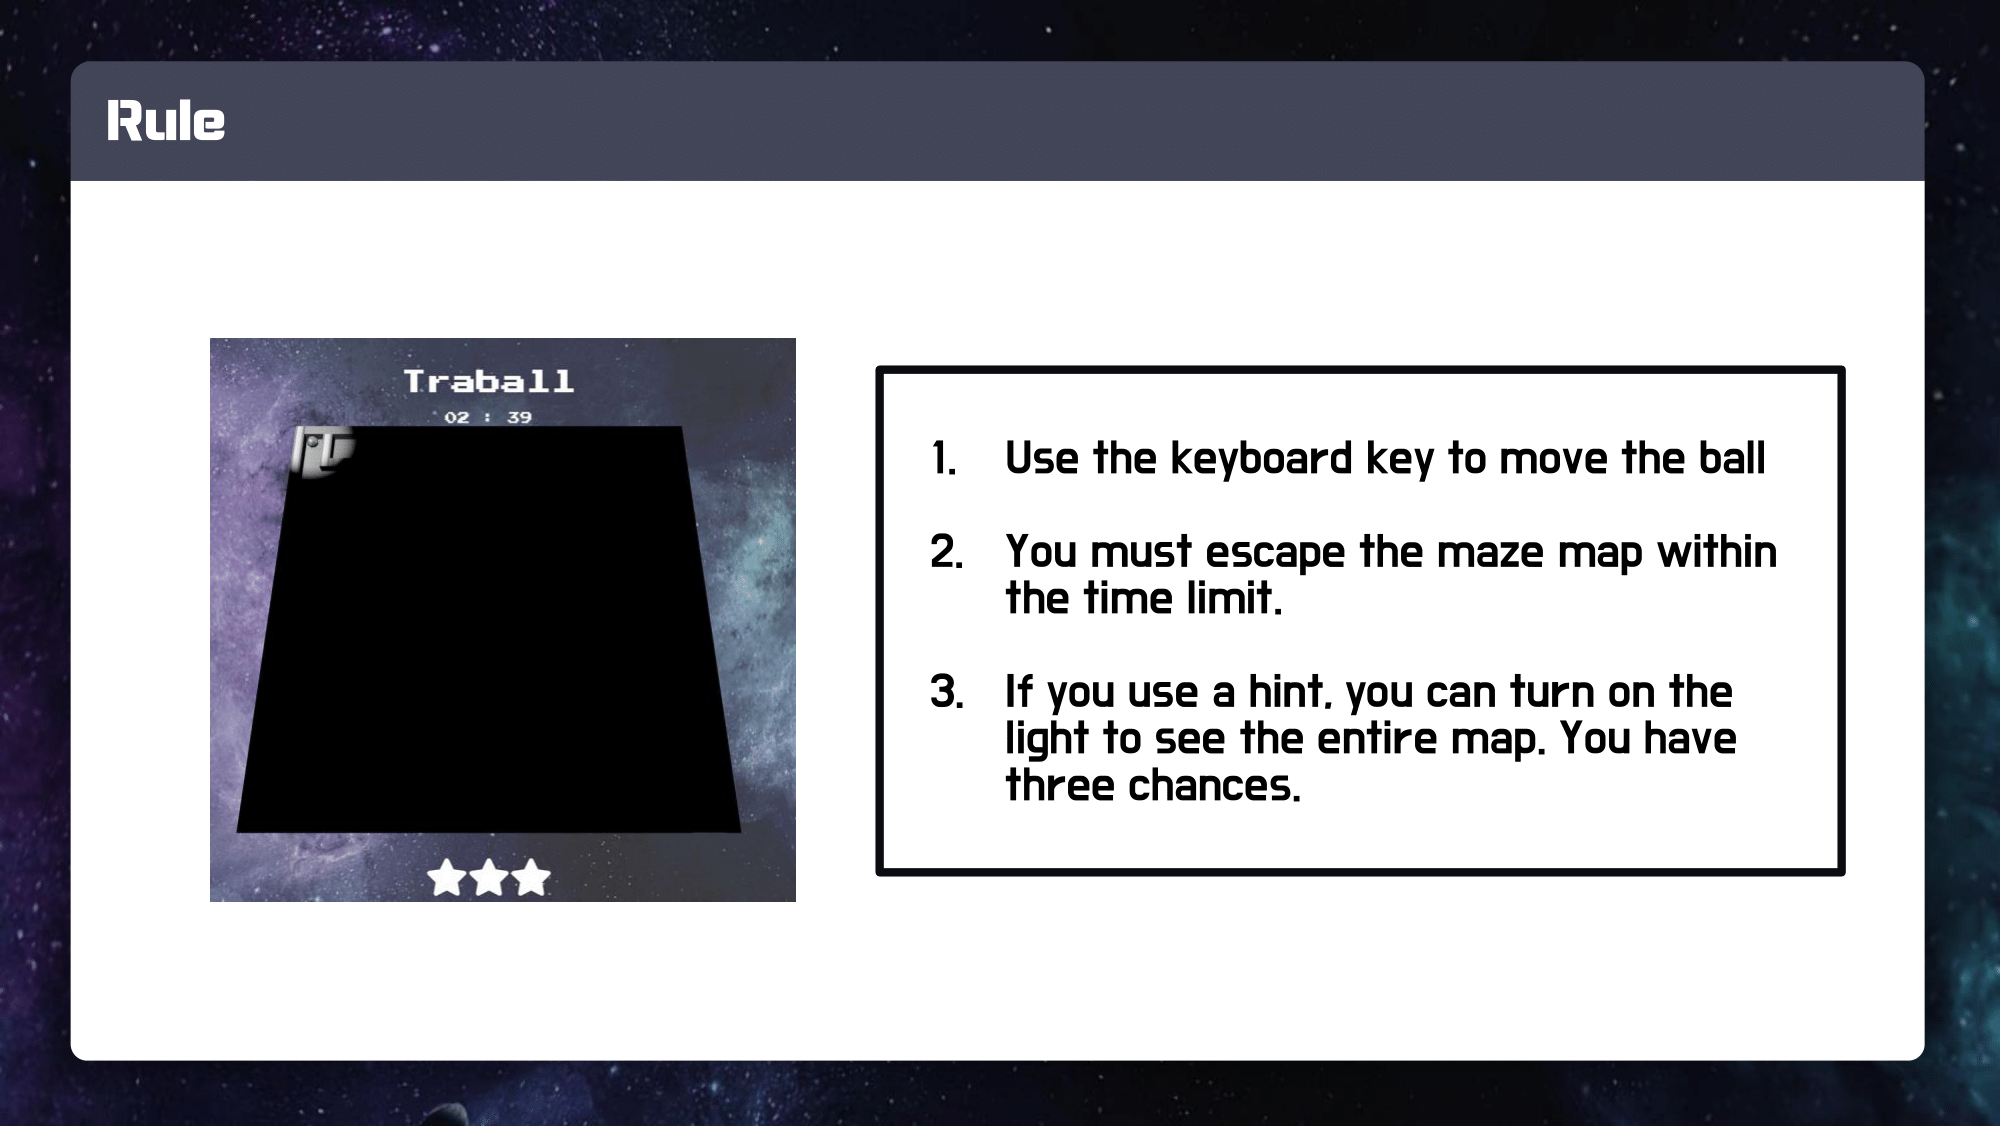 Rule
Traball
02 : 39
1. Use the keyboard key to move the ball
2. You must escape the maze map within
the time limit.
3. If you use a hint, you can turn on the
light to see the entire map. You have
three chances.